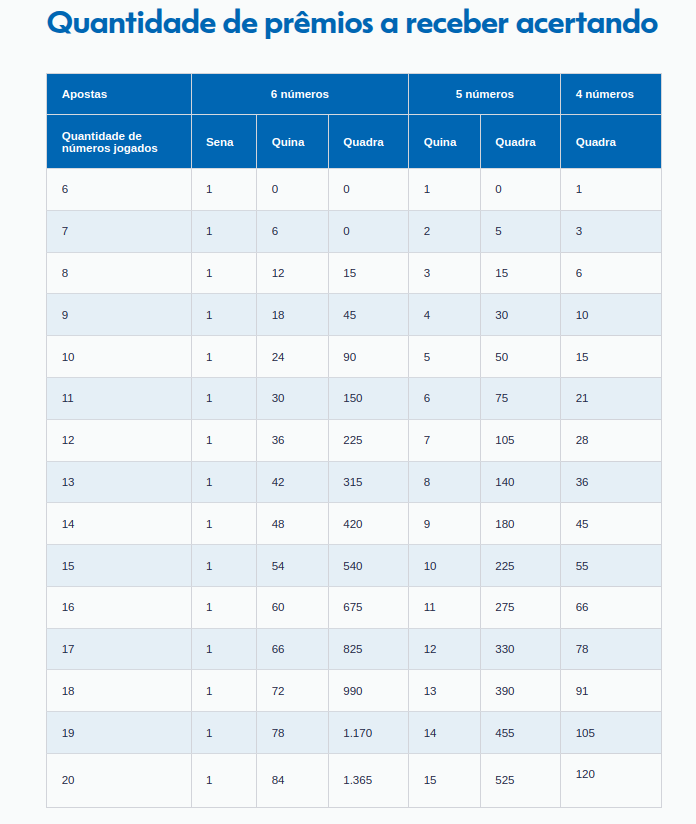 Quantidade de prêmios a receber acertando
Apostas 6 números 5 números 4 números
Quantidade de
números jogados Sena Quina Quadra Quina Quadra Quadra
6 1 0 0 1 0 1
7 1 6 0 2 5 3
8 1 12 15 3 15 6
9 1 18 45 4 30 10
10 1 24 90 5 50 15
11 1 30 150 6 75 21
12 1 36 225 7 105 28
13 1 42 315 8 140 36
14 1 48 420 9 180 45
15 1 54 540 10 225 55
16 1 60 675 11 275 66
17 1 66 825 12 330 78
18 1 72 990 13 390 91
19 1 78 1.170 14 455 105
20 1 84 1.365 15 525 120